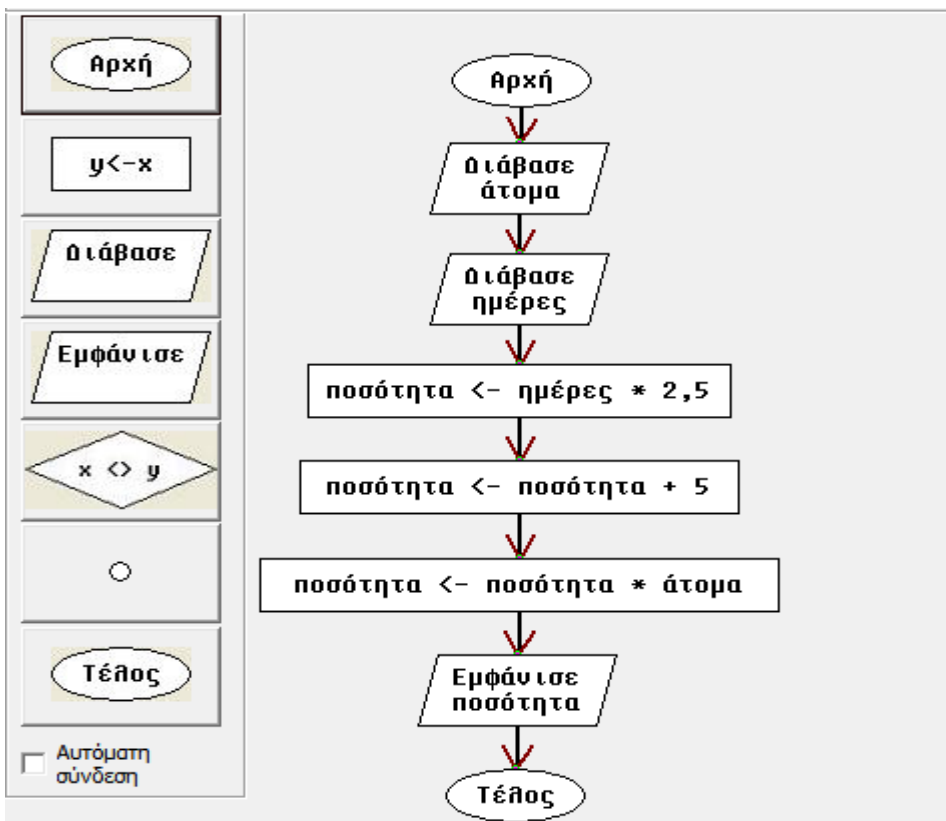 Αρχή
y<-x
Διάβασε
Εμφάνισε
x <> y
Τέλος
Αυτόματη
σύνδεση
Αρχή
Διάβασε
άτομα
Διάβασε
ημέρες
ποσότητα <- ημέρες * 2,5
ποσότητα <- ποσότητα + 5
ποσότητα <- ποσότητα * άτομα
Εμφάνισε
ποσότητα
Τέλος